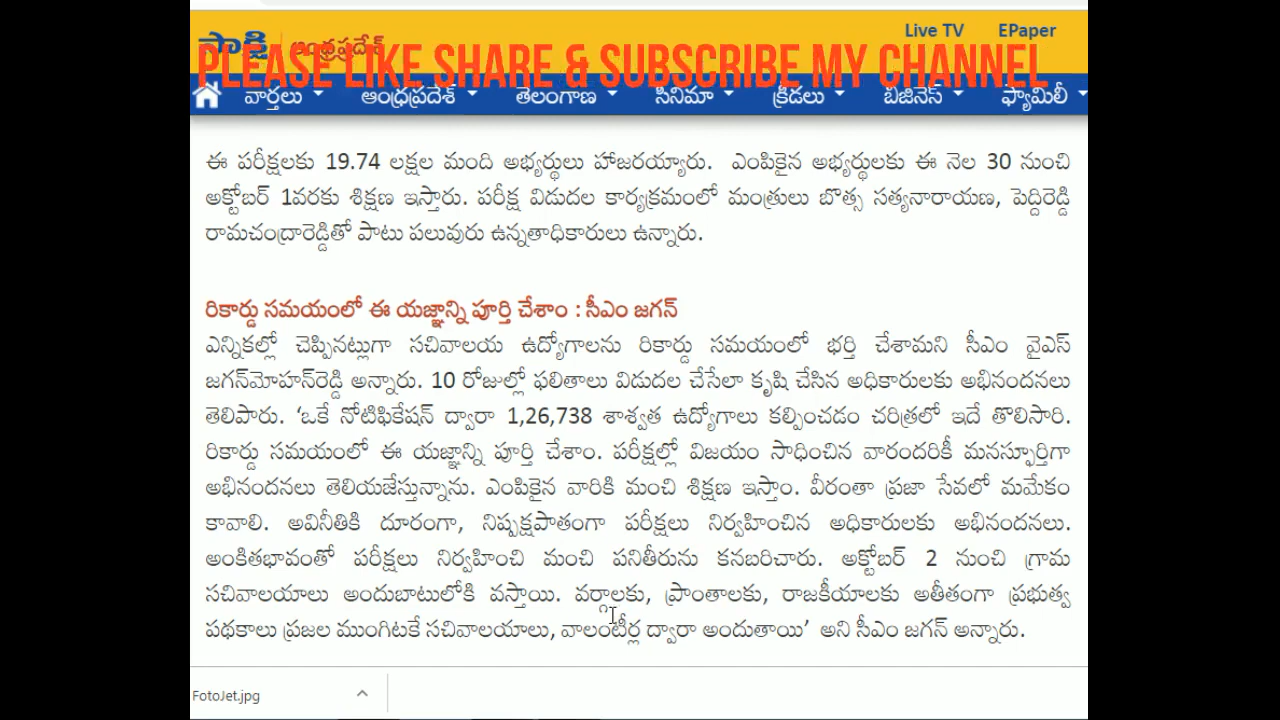 సాక్షి | ఆంధ్రప్రదేశ్
Live TV EPaper
PLEASE LIKE SHARE & SUBSCRIBE MY CHANNEL
వార్తలు ఆంధ్రప్రదేశ్ తెలంగాణ సినిమా క్రీడలు బిజినెస్ ఫ్యామిలీ
ఈ పరీక్షలకు 19.74 లక్షల మంది అభ్యర్థులు హాజరయ్యారు. ఎంపికైన అభ్యర్థులకు ఈ నెల 30 నుంచి
అక్టోబర్ 1వరకు శిక్షణ ఇస్తారు. పరీక్ష విడుదల కార్యక్రమంలో మంత్రులు బొత్స సత్యనారాయణ, పెద్దిరెడ్డి
రామచంద్రారెడ్డితో పాటు పలువురు ఉన్నతాధికారులు ఉన్నారు.
రికార్డు సమయంలో ఈ యజ్ఞాన్ని పూర్తి చేశాం : సీఎం జగన్
ఎన్నికల్లో చెప్పినట్లుగా సచివాలయ ఉద్యోగాలను రికార్డు సమయంలో భర్తి చేశామని సీఎం వైఎస్
జగన్‌మోహన్‌రెడ్డి అన్నారు. 10 రోజుల్లో ఫలితాలు విడుదల చేసేలా కృషి చేసిన అధికారులకు అభినందనలు
తెలిపారు. ‘ఒకే నోటిఫికేషన్ ద్వారా 1,26,738 శాశ్వత ఉద్యోగాలు కల్పించడం చరిత్రలో ఇదే తొలిసారి.
రికార్డు సమయంలో ఈ యజ్ఞాన్ని పూర్తి చేశాం. పరీక్షల్లో విజయం సాధించిన వారందరికీ మనస్ఫూర్తిగా
అభినందనలు తెలియజేస్తున్నాను. ఎంపికైన వారికి మంచి శిక్షణ ఇస్తాం. వీరంతా ప్రజా సేవలో మమేకం
కావాలి. అవినీతికి దూరంగా, నిష్పక్షపాతంగా పరీక్షలు నిర్వహించిన అధికారులకు అభినందనలు.
అంకితభావంతో పరీక్షలు నిర్వహించి మంచి పనితీరును కనబరిచారు. అక్టోబర్ 2 నుంచి గ్రామ
సచివాలయాలు అందుబాటులోకి వస్తాయి. వర్గాలకు, ప్రాంతాలకు, రాజకీయాలకు అతీతంగా ప్రభుత్వ
పథకాలు ప్రజల ముంగిటకే సచివాలయాలు, వాలంటీర్ల ద్వారా అందుతాయి’ అని సీఎం జగన్ అన్నారు.
FotoJet.jpg